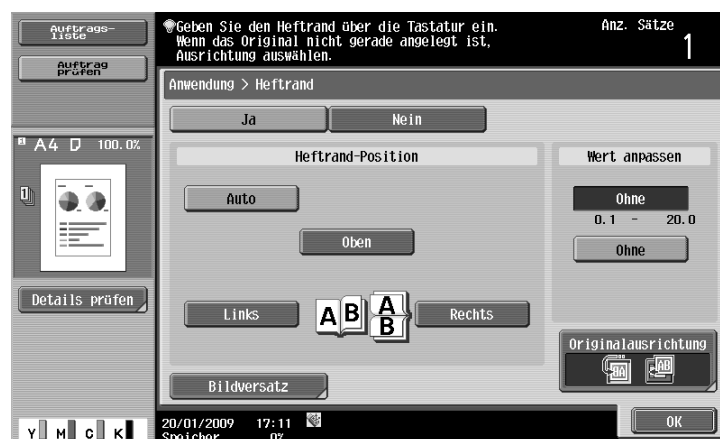 Auftrags-
liste
Auftrag
prüfen
A4 100.0%
1
Details prüfen
Y M C K
Geben Sie den Heftrand über die Tastatur ein.
Wenn das Original nicht gerade angelegt ist,
Ausrichtung auswählen.
Anz. Sätze
1
Anwendung > Heftrand
Ja Nein
Heftrand-Position
Auto
Oben
Links
A B
A
B
Rechts
Bildversatz
Wert anpassen
Ohne
0.1 - 20.0
Ohne
Originalausrichtung
AB AB
OK
20/01/2009 17:11
Speicher 0%